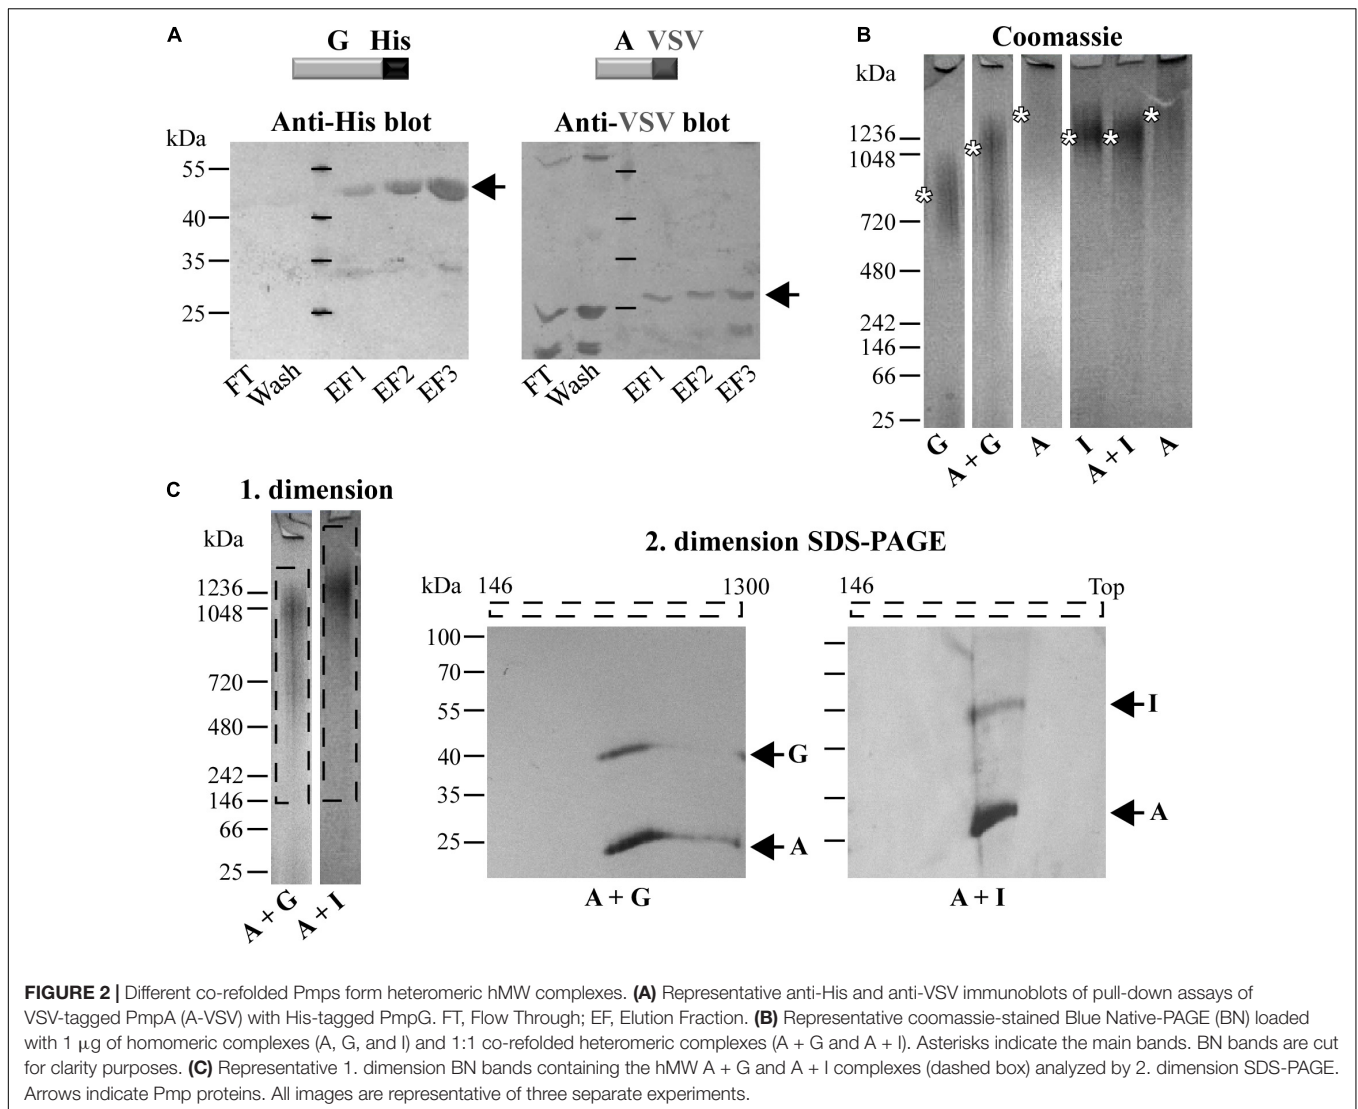 A
G His
A VSV
Anti-His blot
Anti-VSV blot
kDa
55
40
35
25
FT
Wash
EF1
EF2
EF3
FT
Wash
EF1
EF2
EF3
B
Coomassie
kDa
1236
1048
720
480
242
146
66
25
G
A + G
A
I
A + I
A
C
1. dimension
kDa
1236
1048
720
480
242
146
66
25
A + G
A + I
2. dimension SDS-PAGE
kDa
146 1300
100
70
55
40
35
25
G
A
A + G
146 Top
I
A
A + I
FIGURE 2 | Different co-refolded Pmps form heteromeric hMW complexes. (A) Representative anti-His and anti-VSV immunoblots of pull-down assays of
VSV-tagged PmpA (A-VSV) with His-tagged PmpG. FT, Flow Through; EF, Elution Fraction. (B) Representative coomassie-stained Blue Native-PAGE (BN) loaded
with 1 μg of homomeric complexes (A, G, and I) and 1:1 co-refolded heteromeric complexes (A + G and A + I). Asterisks indicate the main bands. BN bands are cut
for clarity purposes. (C) Representative 1. dimension BN bands containing the hMW A + G and A + I complexes (dashed box) analyzed by 2. dimension SDS-PAGE.
Arrows indicate Pmp proteins. All images are representative of three separate experiments.